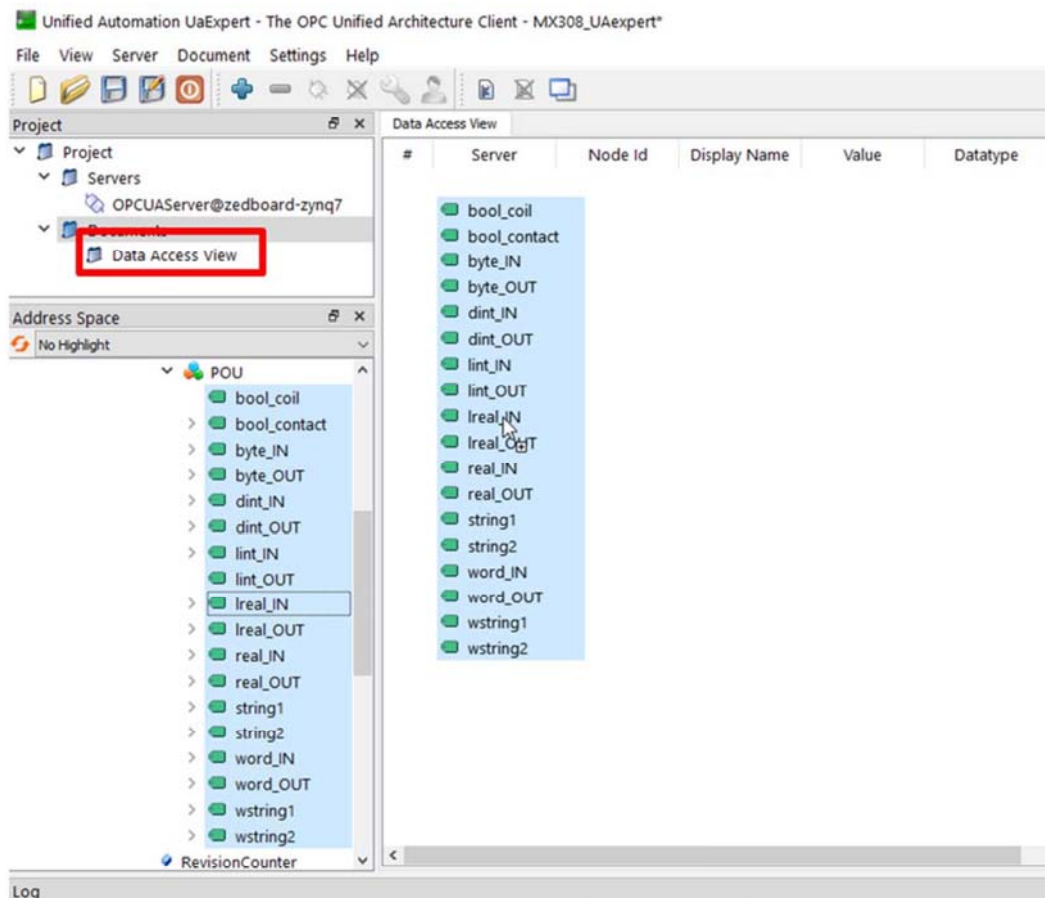 Unified Automation UaExpert - The OPC Unified Architecture Client - MX308_UAexpert*
File View Server Document Settings Help
Project
Project
Servers
OPCUAServer@zedboard-zynq7
Documents
Data Access View
Address Space
No Highlight
POU
bool_coil
bool_contact
byte_IN
byte_OUT
dint_IN
dint_OUT
lint_IN
lint_OUT
lreal_IN
lreal_OUT
real_IN
real_OUT
string1
string2
word_IN
word_OUT
wstring1
wstring2
RevisionCounter
Data Access View
# Server Node Id Display Name Value Datatype
bool_coil
bool_contact
byte_IN
byte_OUT
dint_IN
dint_OUT
lint_IN
lint_OUT
lreal_IN
lreal_OUT
real_IN
real_OUT
string1
string2
word_IN
word_OUT
wstring1
wstring2
Log